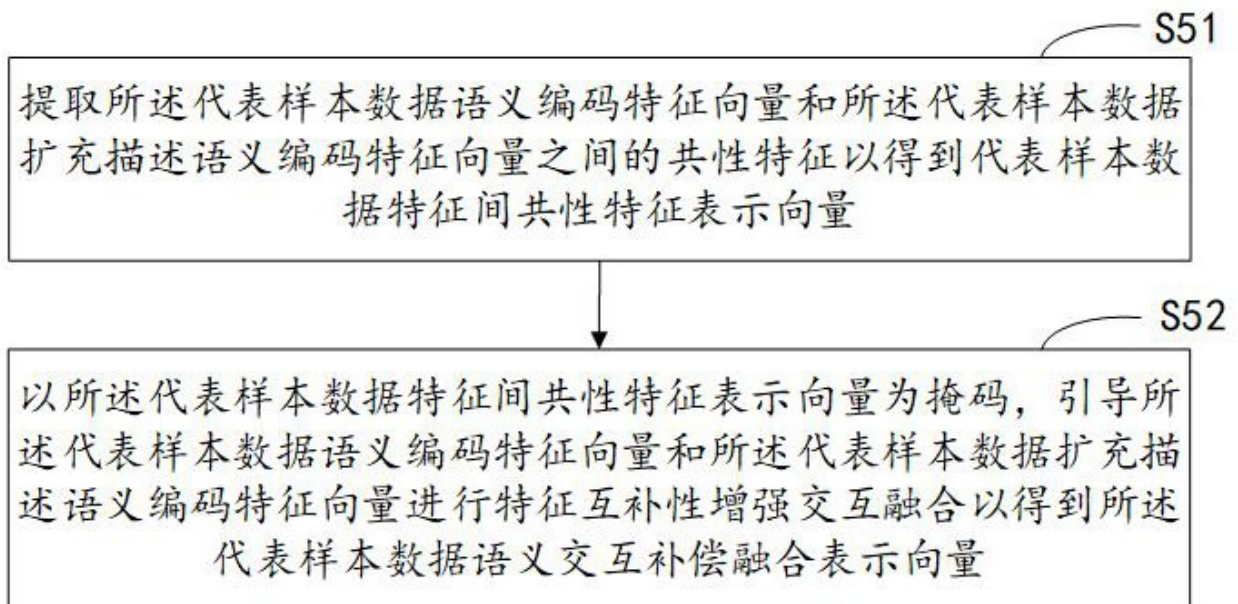 S51
提取所述代表样本数据语义编码特征向量和所述代表样本数据
扩充描述语义编码特征向量之间的共性特征以得到代表样本数
据特征间共性特征表示向量
S52
以所述代表样本数据特征间共性特征表示向量为掩码，引导所
述代表样本数据语义编码特征向量和所述代表样本数据扩充描
述语义编码特征向量进行特征互补性增强交互融合以得到所述
代表样本数据语义交互补偿融合表示向量